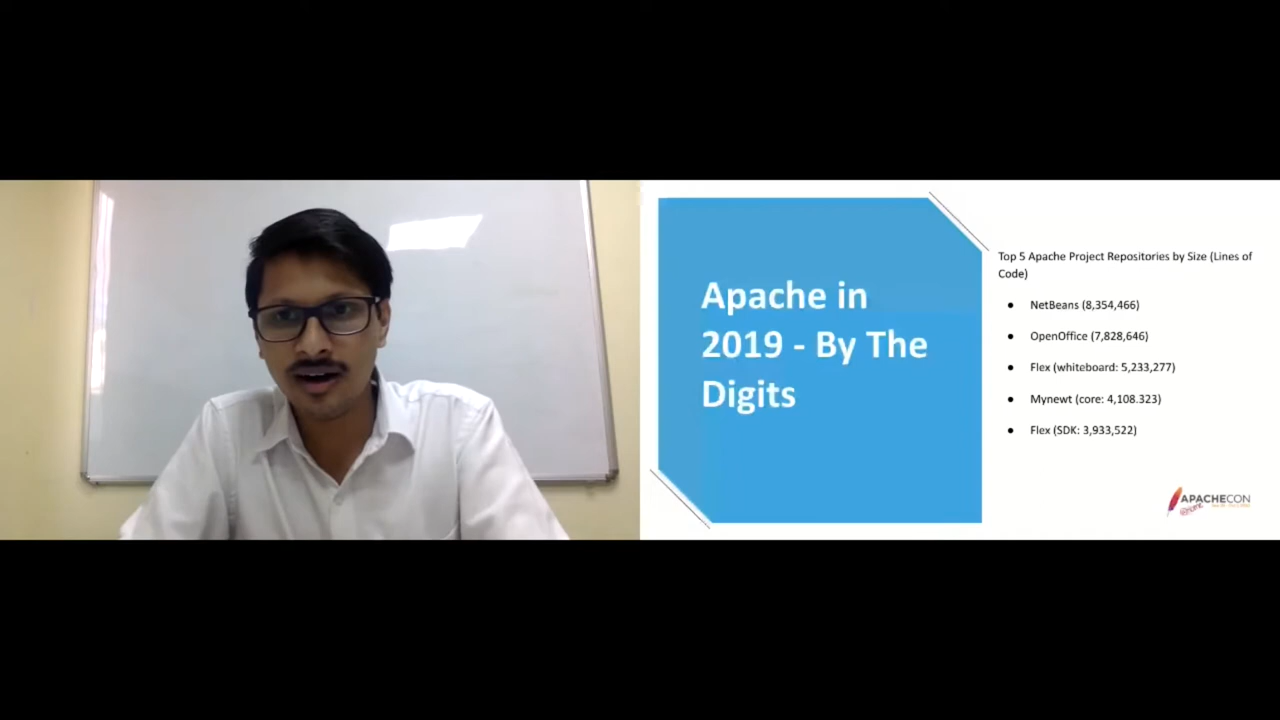 Apache in
2019 - By The
Digits
Top 5 Apache Project Repositories by Size (Lines of
Code)
● NetBeans (8,354,466)
● OpenOffice (7,828,646)
● Flex (whiteboard: 5,233,277)
● Mynewt (core: 4,108.323)
● Flex (SDK: 3,933,522)
APACHECON
@Home